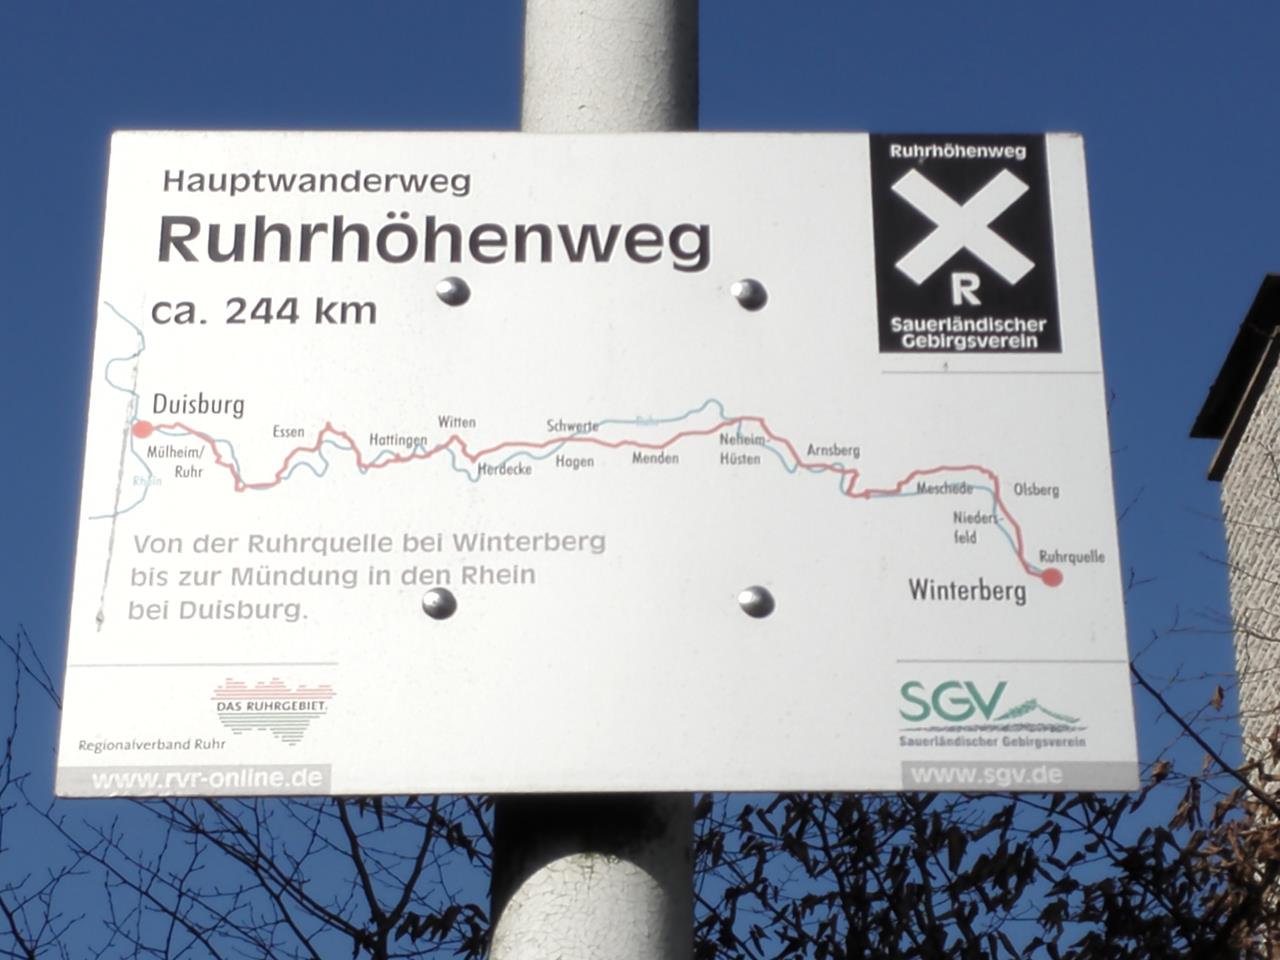 Hauptwanderweg
Ruhrhöhenweg
ca. 244 km
Ruhrhöhenweg
R
Sauerländischer
Gebirgsverein
Duisburg
Mülheim/
Ruhr
Rhein
Essen
Hattingen
Witten
Herdecke
Schwerte
Hagen
Ruhr
Menden
Neheim-
Hüsten
Arnsberg
Meschede
Olsberg
Nieders-
feld
Ruhrquelle
Winterberg
Von der Ruhrquelle bei Winterberg
bis zur Mündung in den Rhein
bei Duisburg.
DAS RUHRGEBIET.
Regionalverband Ruhr
www.rvr-online.de
SGV
Sauerländischer Gebirgsverein
www.sgv.de